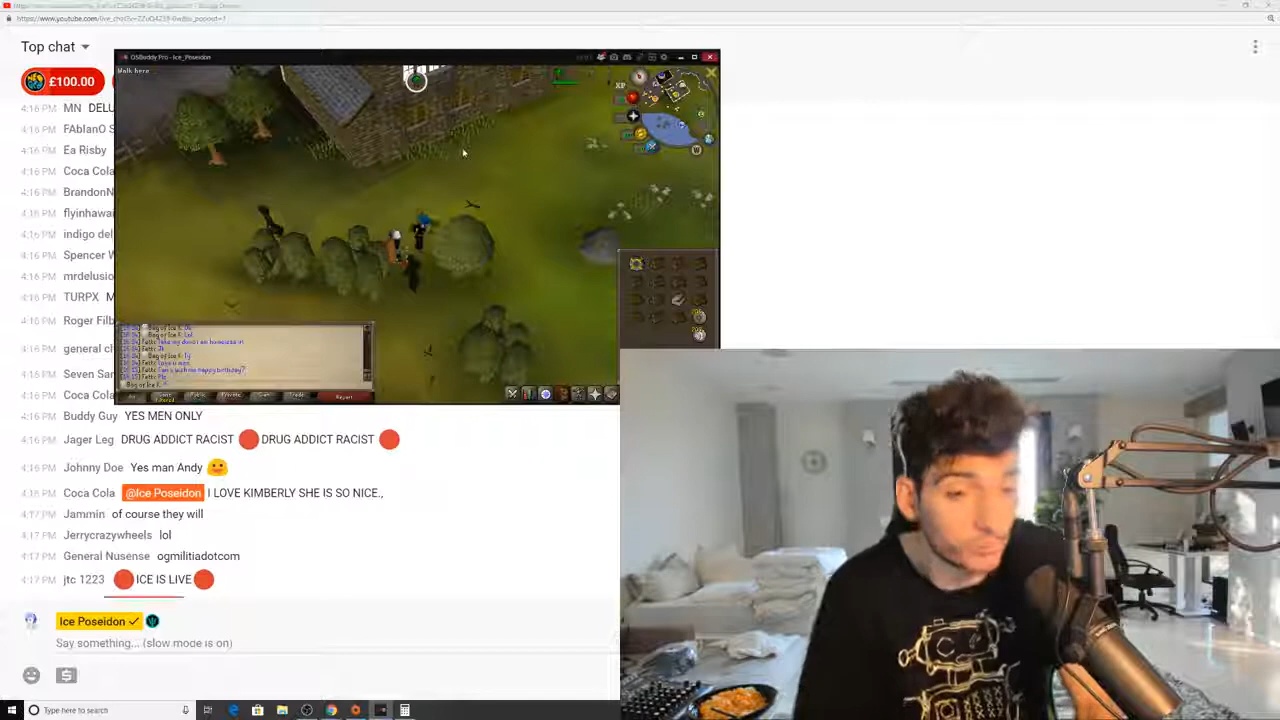 Top chat
£100.00
OSBuddy Pro - Ice_Poseidon
Walk here
XP
4:16 PM MN DELU
4:16 PM FAbIanO S
4:16 PM Ea Risby
4:16 PM Coca Cola
4:16 PM BrandonN
4:16 PM flyinhawai
4:16 PM indigo del
4:16 PM Spencer W
4:16 PM mrdelusio
4:16 PM TURPX M
4:16 PM Roger Filb
4:16 PM general c
4:16 PM Seven Sar
4:16 PM Coca Cola
4:16 PM Buddy Guy YES MEN ONLY
4:16 PM Jager Leg DRUG ADDICT RACIST DRUG ADDICT RACIST
4:16 PM Johnny Doe Yes man Andy
4:16 PM Coca Cola @Ice Poseidon I LOVE KIMBERLY SHE IS SO NICE.,
4:17 PM Jammin of course they will
4:17 PM Jerrycrazywheels lol
4:17 PM General Nusense ogmilitiadotcom
4:17 PM jtc 1223 ICE IS LIVE
Report
Ice Poseidon
Say something... (slow mode is on)
Type here to search